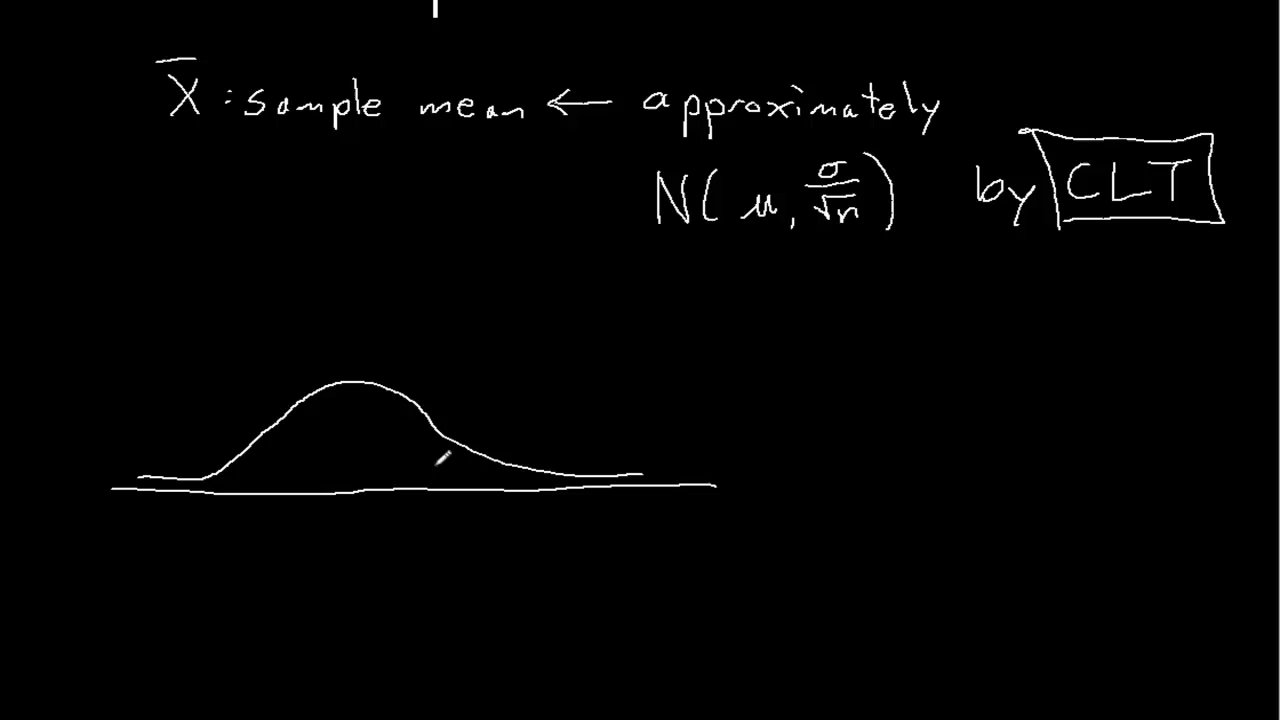 X̄ : sample mean ← approximately
N( μ, σ/√n ) by CLT